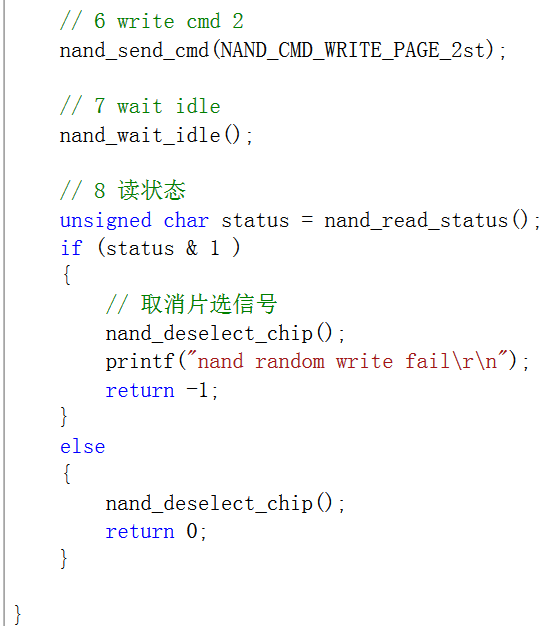 // 6 write cmd 2
nand_send_cmd(NAND_CMD_WRITE_PAGE_2st);
// 7 wait idle
nand_wait_idle();
// 8 读状态
unsigned char status = nand_read_status();
if (status & 1 )
{
// 取消片选信号
nand_deselect_chip();
printf("nand random write fail\r\n");
return -1;
}
else
{
nand_deselect_chip();
return 0;
}
}